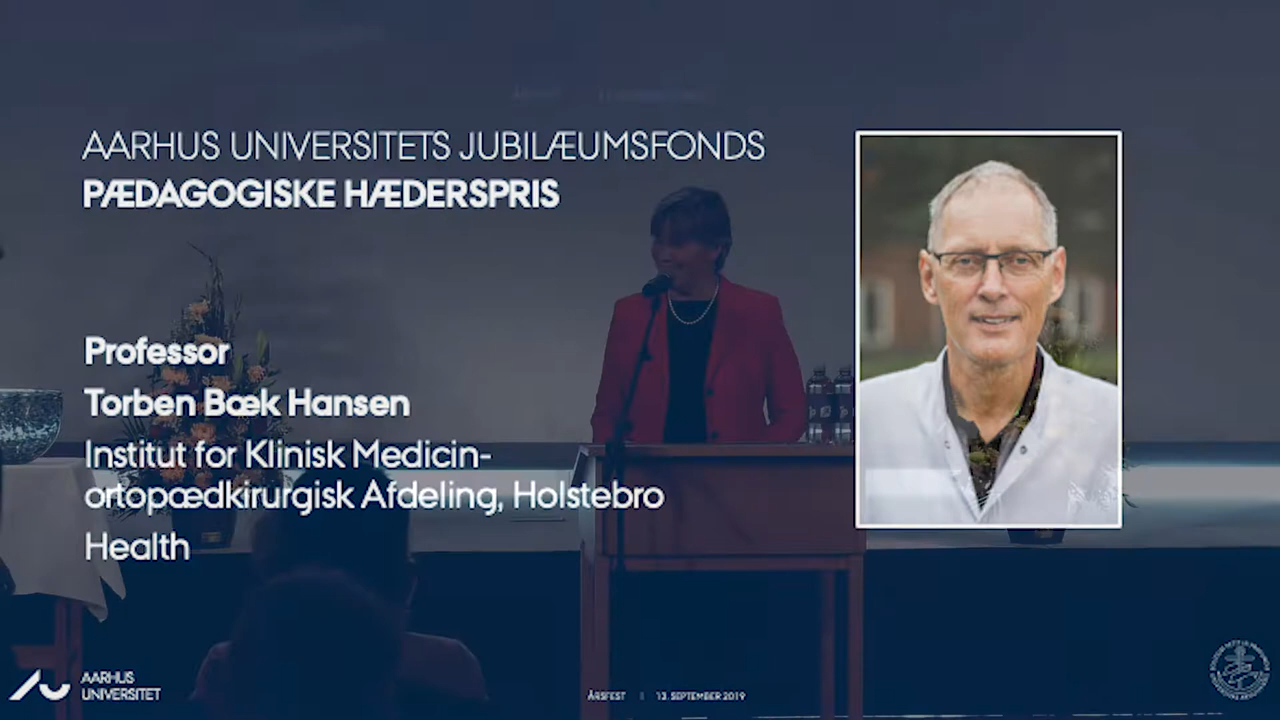 AARHUS UNIVERSITETS JUBILÆUMSFONDS
PÆDAGOGISKE HÆDERSPRIS
Professor
Torben Bæk Hansen
Institut for Klinisk Medicin-
ortopædkirurgisk Afdeling, Holstebro
Health
AARHUS
UNIVERSITET
ÅRSFEST | 13. SEPTEMBER 2019